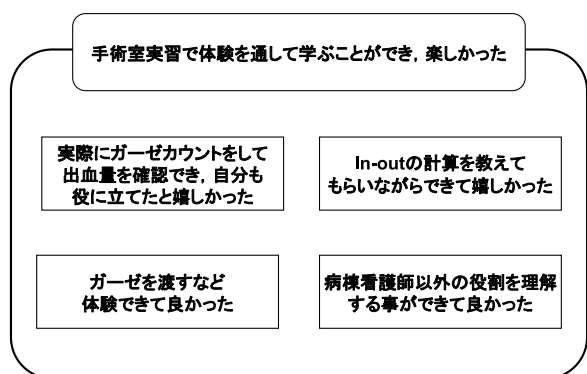 手術室実習で体験を通して学ぶことができ，楽しかった
実際にガーゼカウントをして
出血量を確認でき，自分も
役に立てたと嬉しかった
In-outの計算を教えて
もらいながらできて嬉しかった
ガーゼを渡すなど
体験できて良かった
病棟看護師以外の役割を理解
する事ができて良かった